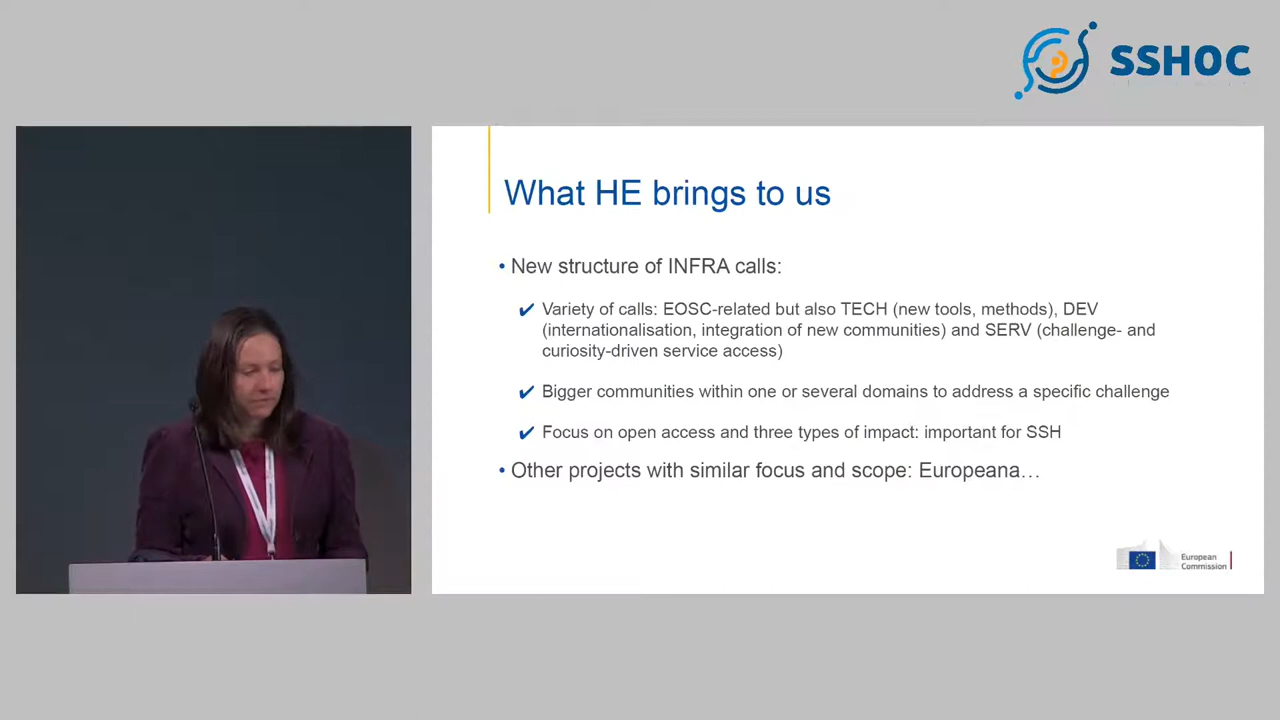 SSHOC
What HE brings to us
• New structure of INFRA calls:
✔ Variety of calls: EOSC-related but also TECH (new tools, methods), DEV
(internationalisation, integration of new communities) and SERV (challenge- and
curiosity-driven service access)
✔ Bigger communities within one or several domains to address a specific challenge
✔ Focus on open access and three types of impact: important for SSH
• Other projects with similar focus and scope: Europeana…
European
Commission